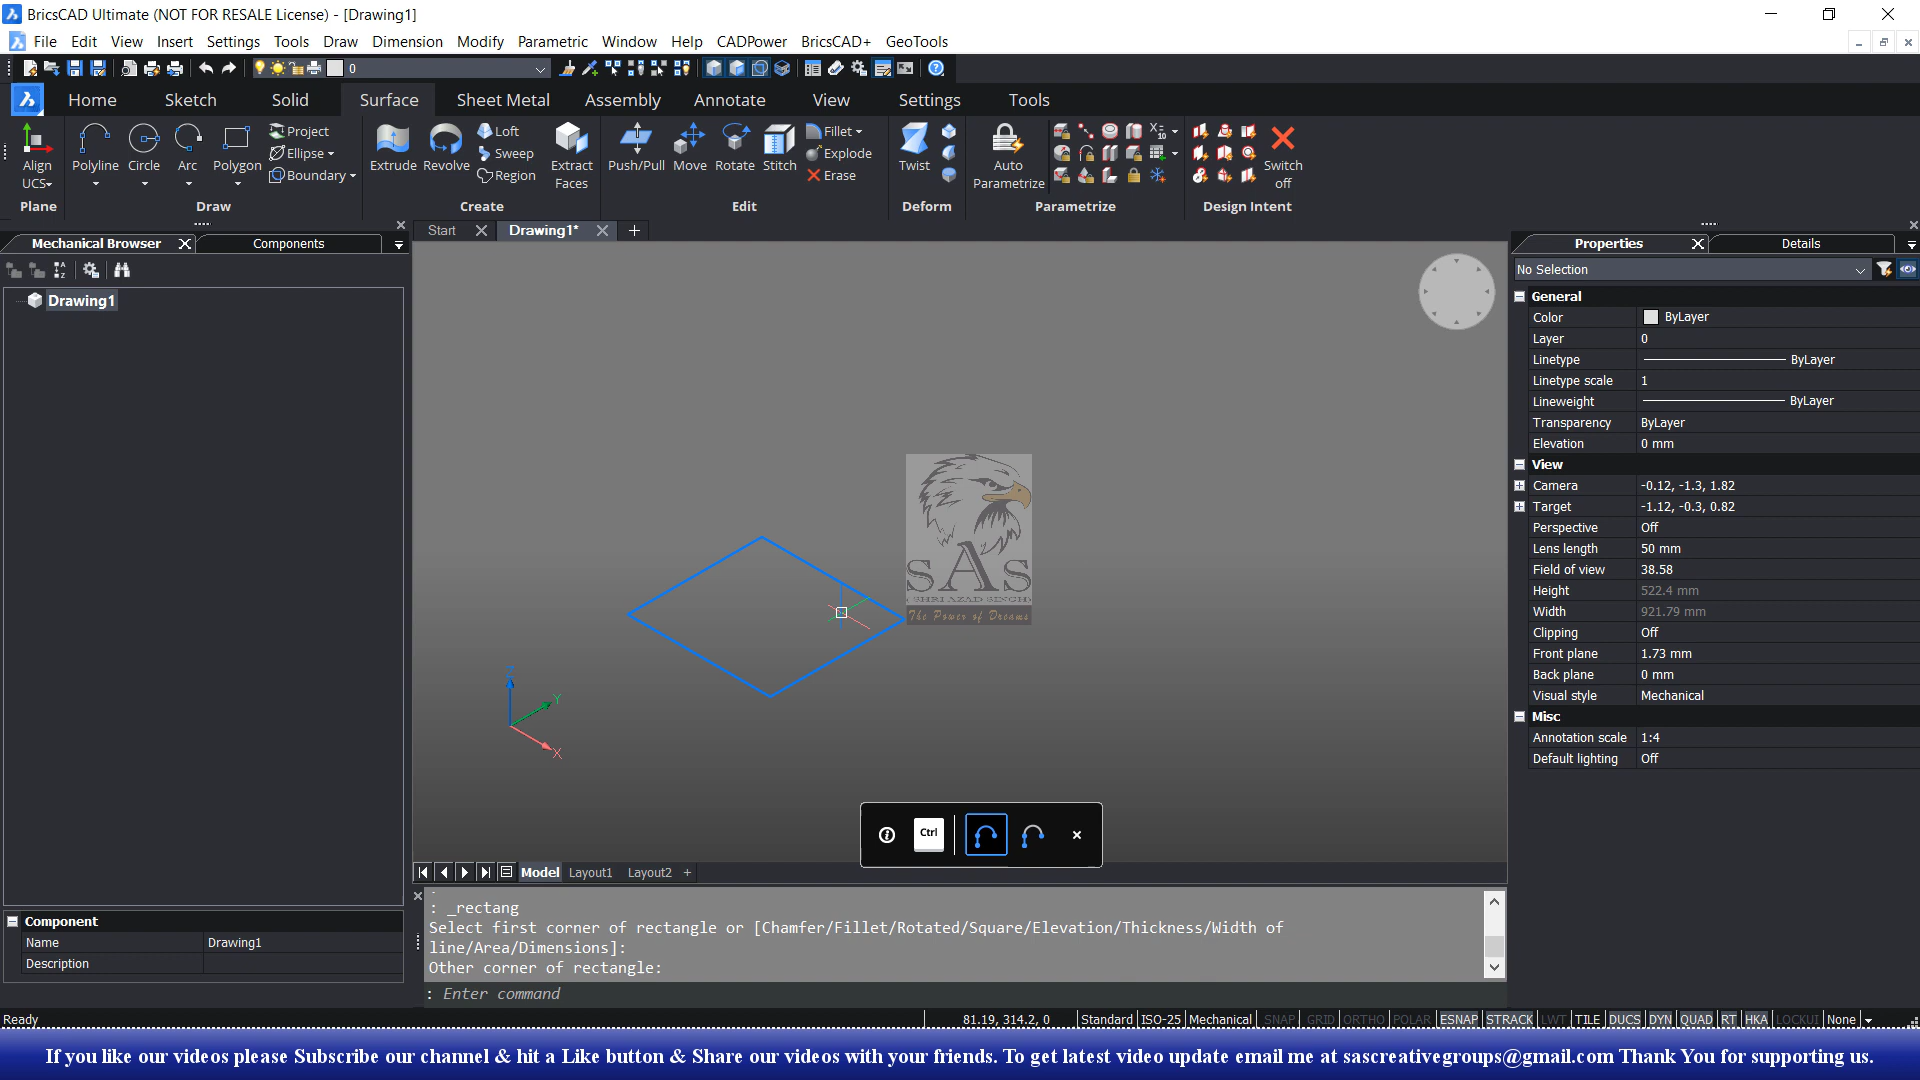 BricsCAD Ultimate (NOT FOR RESALE License) - [Drawing1]
File Edit View Insert Settings Tools Draw Dimension Modify Parametric Window Help CADPower BricsCAD+ GeoTools
0
Home Sketch Solid Surface Sheet Metal Assembly Annotate View Settings Tools
Align UCS Polyline Circle Arc Polygon Project Ellipse Boundary
Extrude Revolve Loft Sweep Region Extract Faces
Push/Pull Move Rotate Stitch Fillet Explode Erase
Twist Auto Parametrize Switch off
Plane Draw Create Edit Deform Parametrize Design Intent
Start Drawing1*
Mechanical Browser Components
Drawing1
Properties Details
No Selection
General
Color ByLayer
Layer 0
Linetype ByLayer
Linetype scale 1
Lineweight ByLayer
Transparency ByLayer
Elevation 0 mm
View
Camera -0.12, -1.3, 1.82
Target -1.12, -0.3, 0.82
Perspective Off
Lens length 50 mm
Field of view 38.58
Height 522.4 mm
Width 921.79 mm
Clipping Off
Front plane 1.73 mm
Back plane 0 mm
Visual style Mechanical
Misc
Annotation scale 1:4
Default lighting Off
SAS
SHRI AZAD SINGH
The Power of Dreams
Z
Y
X
Ctrl
Model Layout1 Layout2 +
Component
Name Drawing1
Description
: _rectang
Select first corner of rectangle or [Chamfer/Fillet/Rotated/Square/Elevation/Thickness/Width of
line/Area/Dimensions]:
Other corner of rectangle:
: Enter command
Ready
81.19, 314.2, 0 Standard ISO-25 Mechanical SNAP GRID ORTHO POLAR ESNAP STRACK LWT TILE DUCS DYN QUAD RT HKA LOCKUI None
If you like our videos please Subscribe our channel & hit a Like button & Share our videos with your friends. To get latest video update email me at sascreativegroups@gmail.com Thank You for supporting us.